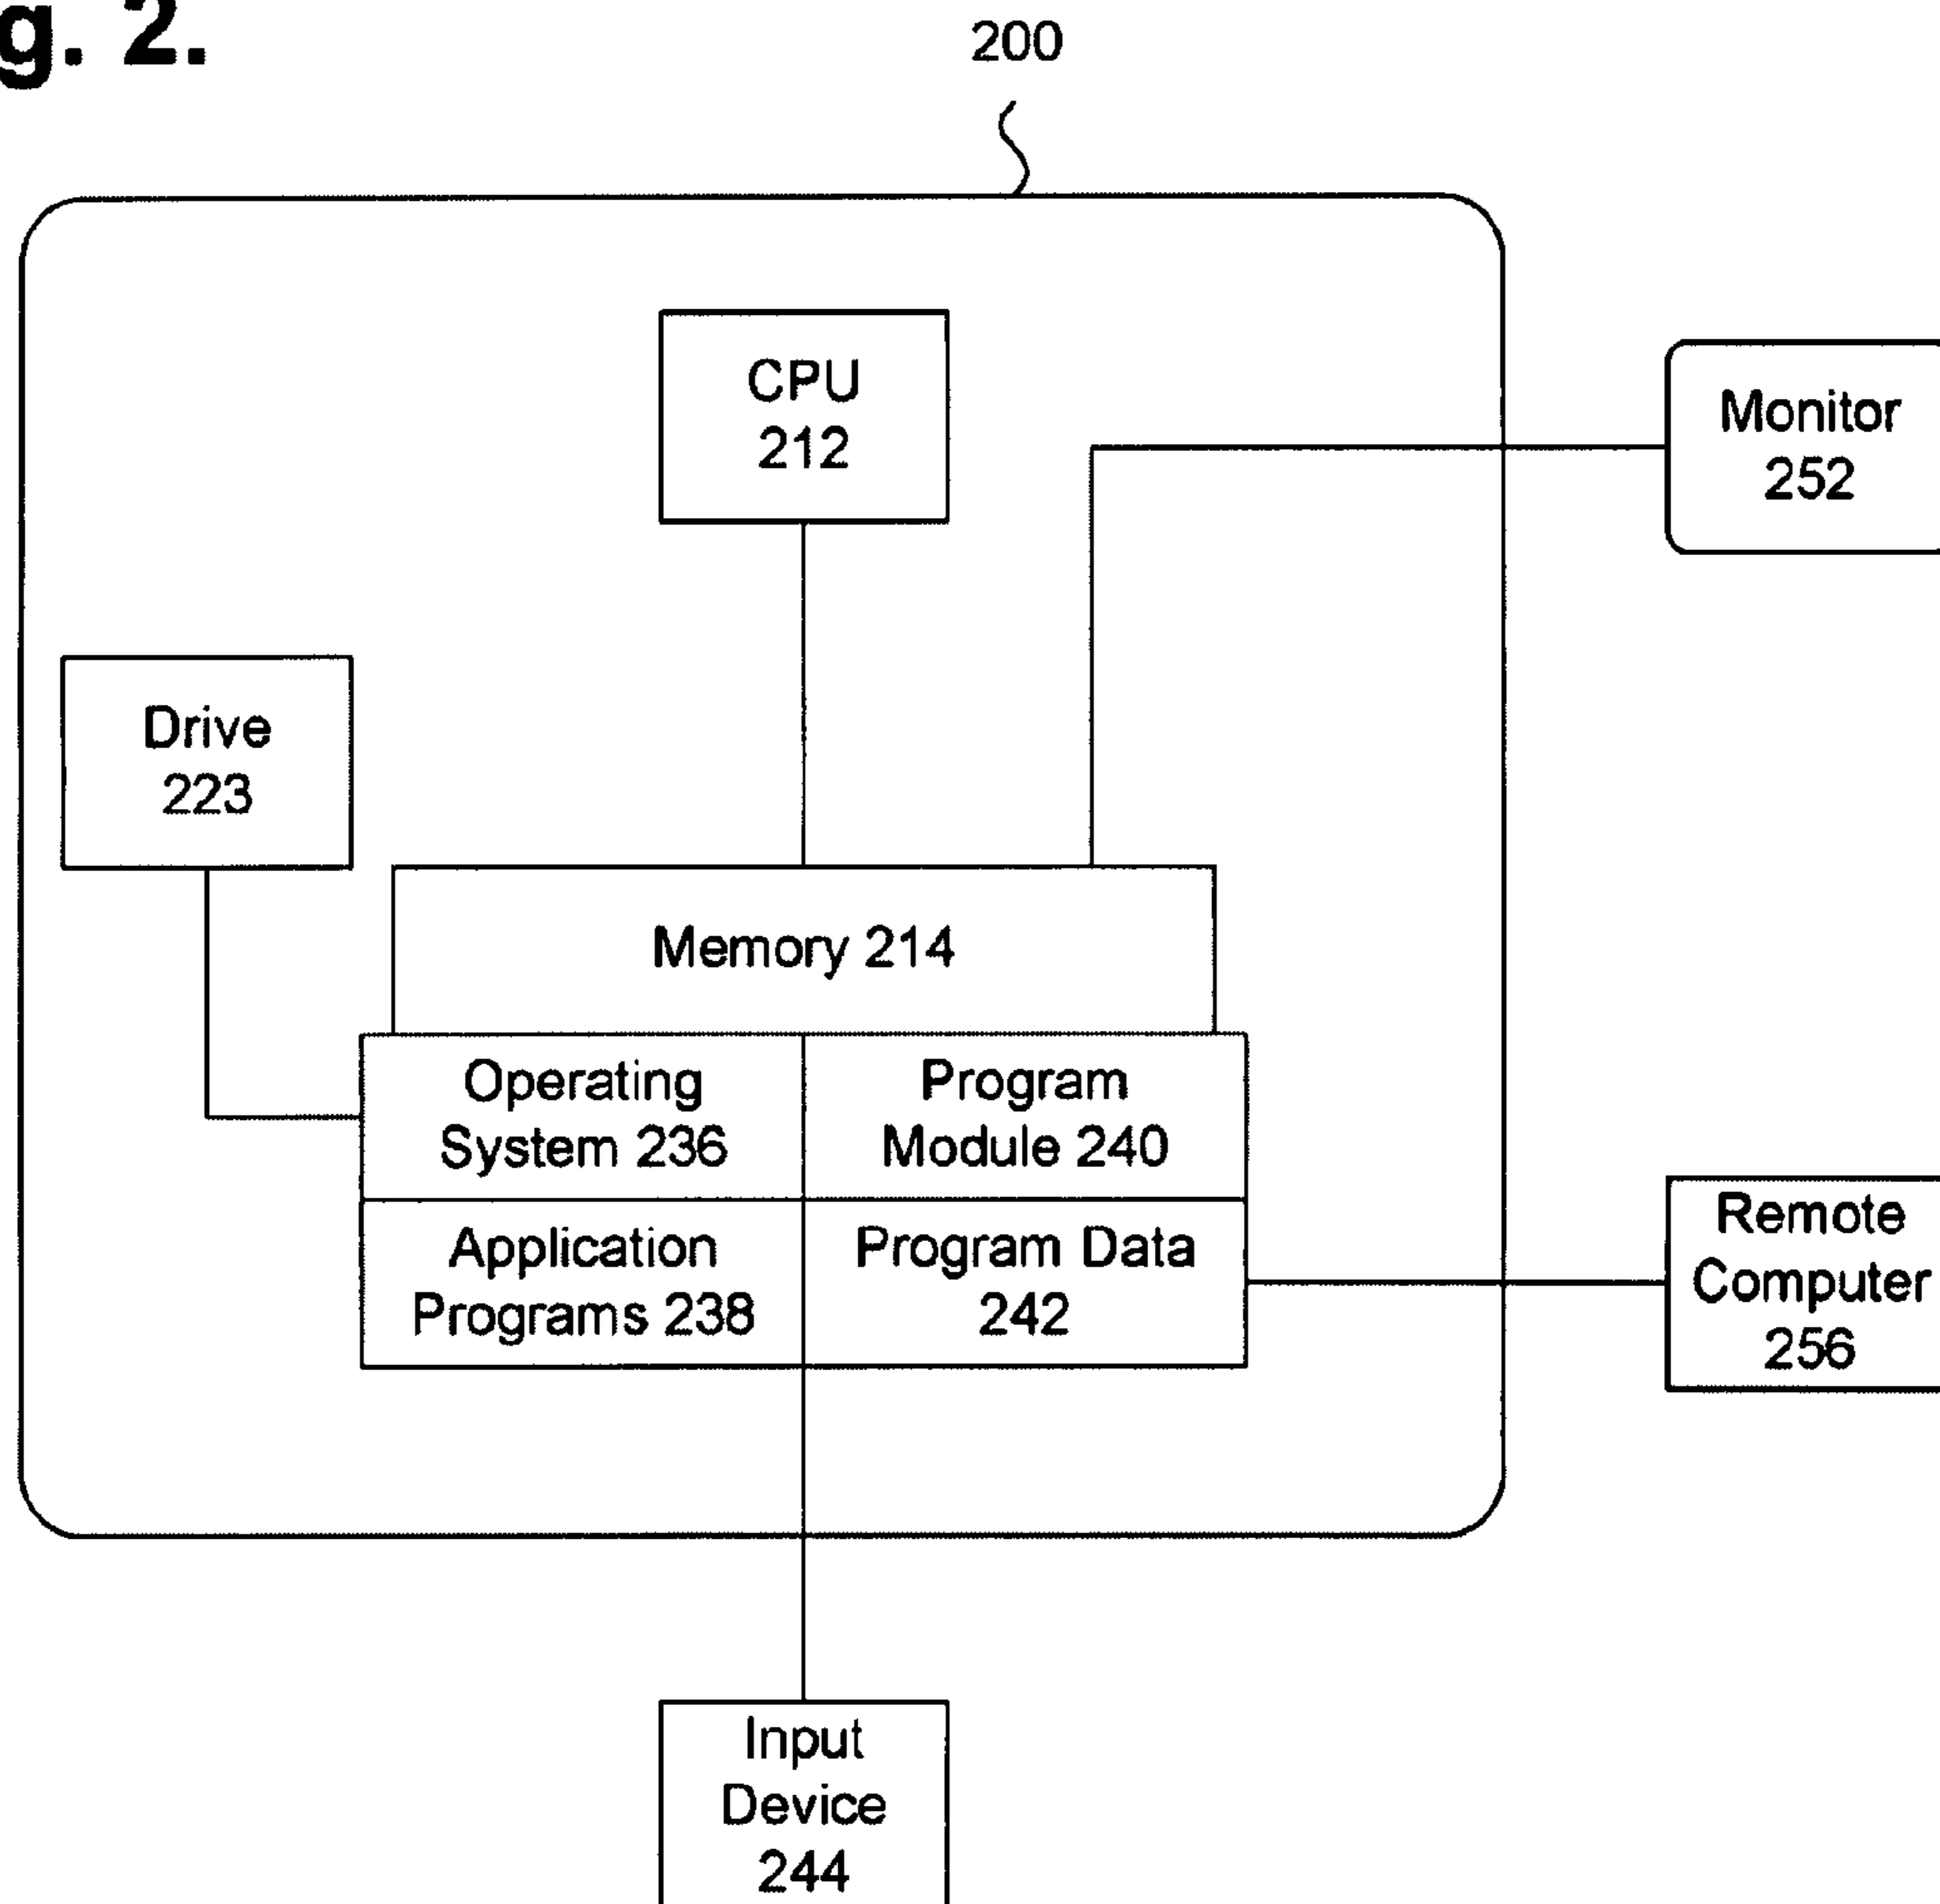 g. 2.
200
CPU
212
Monitor
252
Drive
223
Memory 214
Operating
System 236
Program
Module 240
Application
Programs 238
Program Data
242
Remote
Computer
256
Input
Device
244